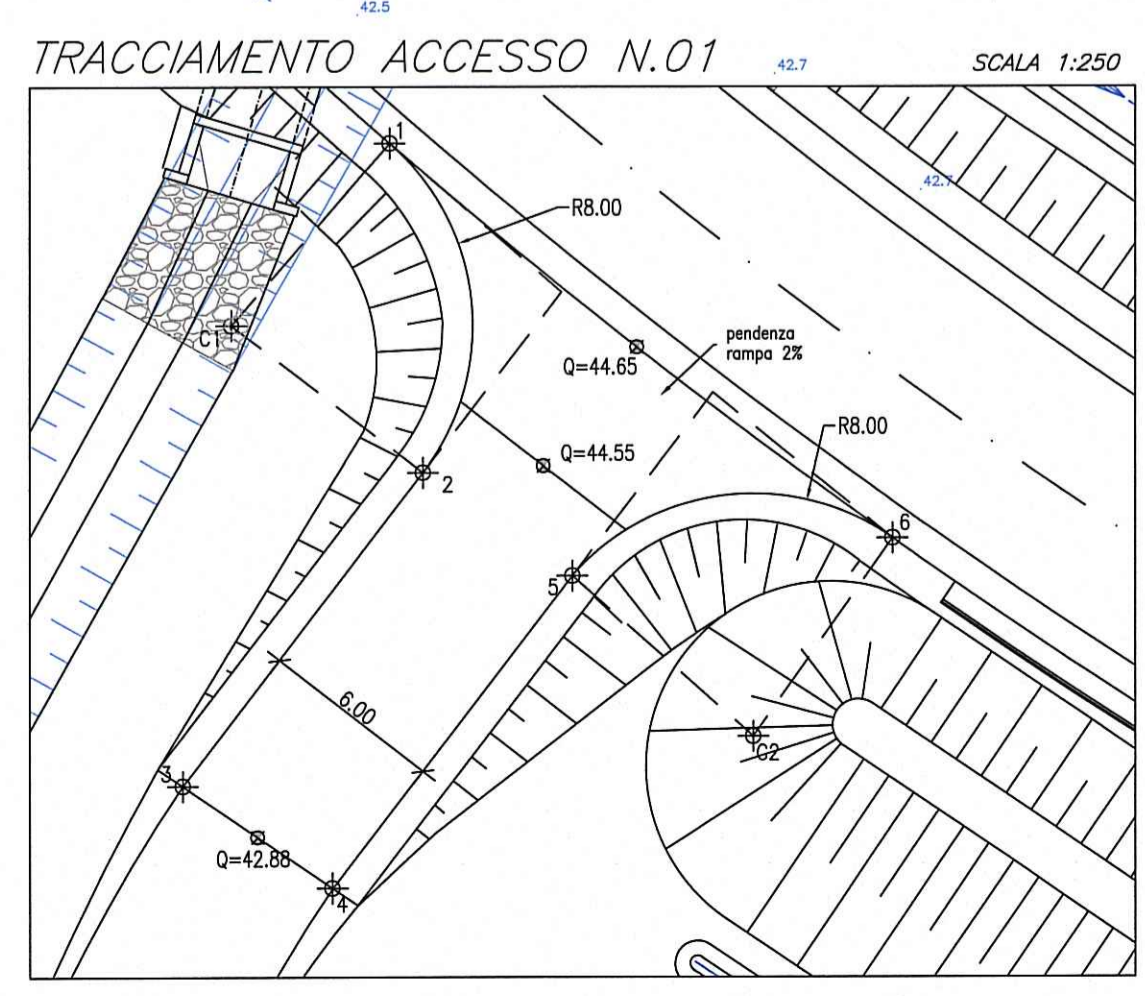 42.5
TRACCIAMENTO ACCESSO N.01
42.7
SCALA 1:250
1
R8.00
42.7
C1
pendenza
rampa 2%
Q=44.65
R8.00
Q=44.55
2
6
5
6.00
C2
3
Q=42.88
4